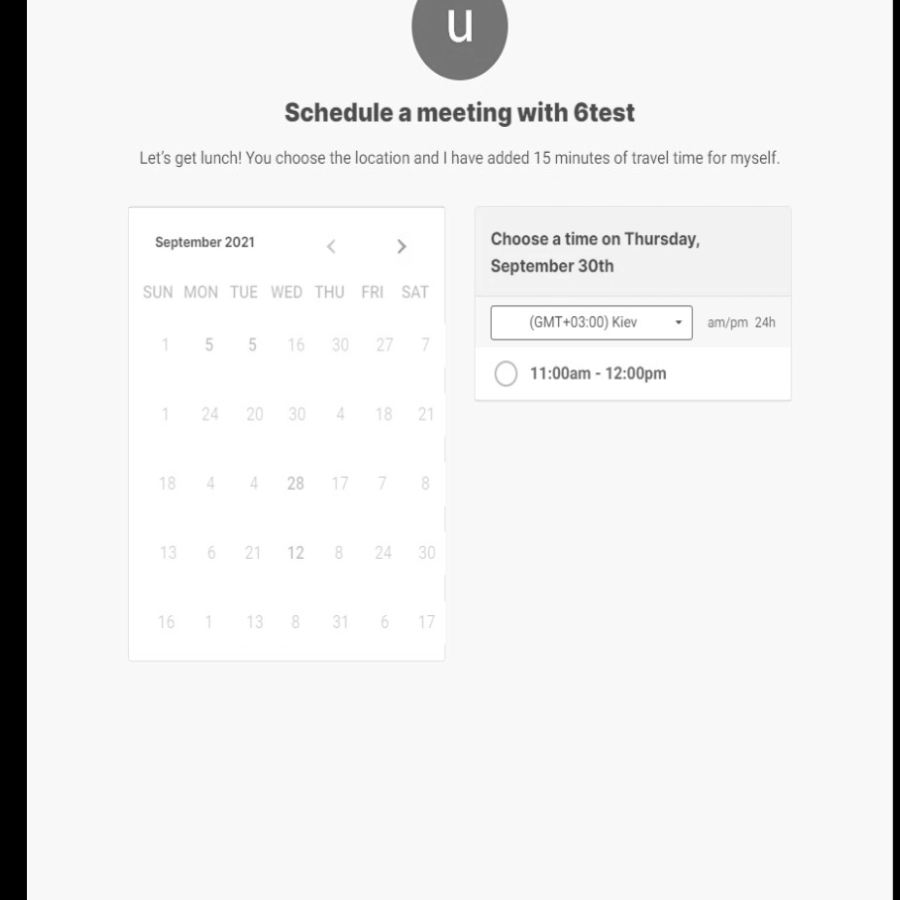 u
Schedule a meeting with 6test
Let's get lunch! You choose the location and I have added 15 minutes of travel time for myself.
September 2021
SUN MON TUE WED THU FRI SAT
1 5 5 16 30 27 7
1 24 20 30 4 18 21
18 4 4 28 17 7 8
13 6 21 12 8 24 30
16 1 13 8 31 6 17
Choose a time on Thursday,
September 30th
(GMT+03:00) Kiev am/pm 24h
11:00am - 12:00pm